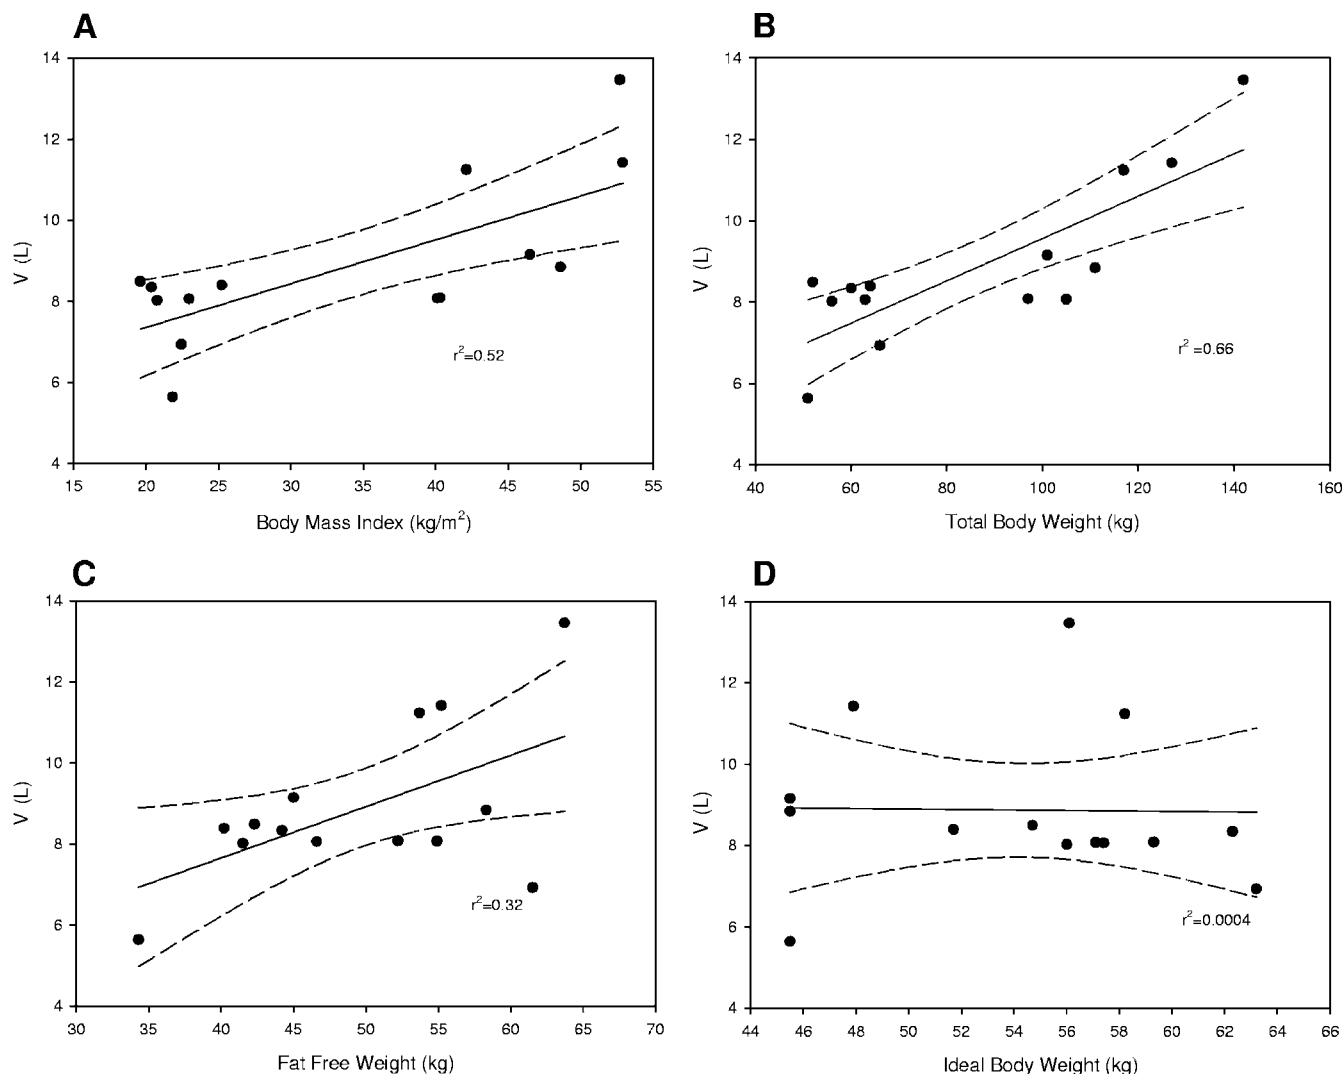 A
14
12
10
8
6
4
V (L)
r²=0.52
15 20 25 30 35 40 45 50 55
Body Mass Index (kg/m²)
B
14
12
10
8
6
4
V (L)
r² =0.66
40 60 80 100 120 140 160
Total Body Weight (kg)
C
14
12
10
8
6
4
V (L)
r²=0.32
30 35 40 45 50 55 60 65 70
Fat Free Weight (kg)
D
14
12
10
8
6
4
V (L)
r²=0.0004
44 46 48 50 52 54 56 58 60 62 64 66
Ideal Body Weight (kg)